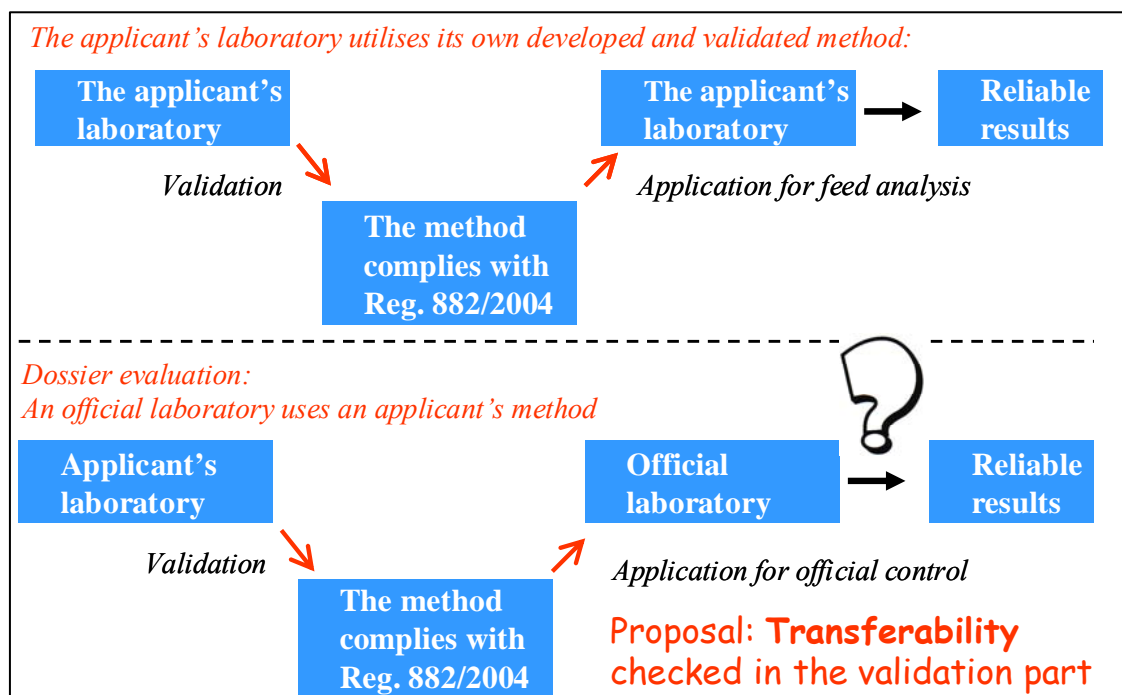 The applicant's laboratory utilises its own developed and validated method:
The applicant's
laboratory
The applicant's
laboratory
Reliable
results
Validation
Application for feed analysis
The method
complies with
Reg. 882/2004
Dossier evaluation:
An official laboratory uses an applicant's method
Applicant's
laboratory
Official
laboratory
Reliable
results
Validation
Application for official control
The method
complies with
Reg. 882/2004
Proposal: Transferability
checked in the validation part